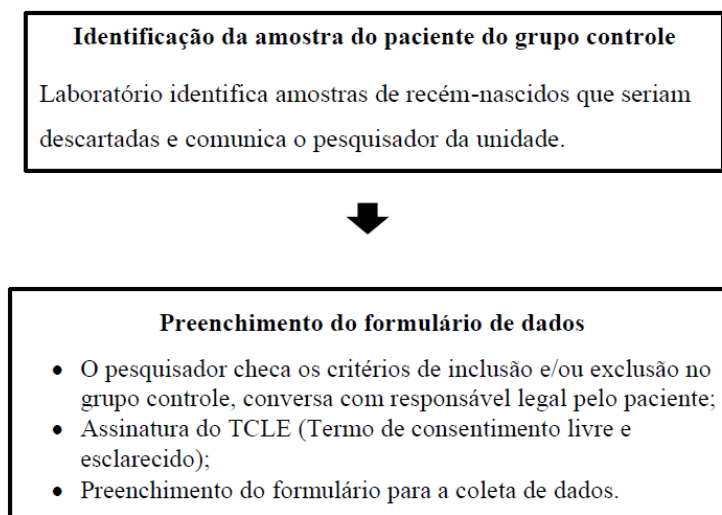 Identificação da amostra do paciente do grupo controle
Laboratório identifica amostras de recém-nascidos que seriam
descartadas e comunica o pesquisador da unidade.
Preenchimento do formulário de dados
• O pesquisador checa os critérios de inclusão e/ou exclusão no
grupo controle, conversa com responsável legal pelo paciente;
• Assinatura do TCLE (Termo de consentimento livre e
esclarecido);
• Preenchimento do formulário para a coleta de dados.